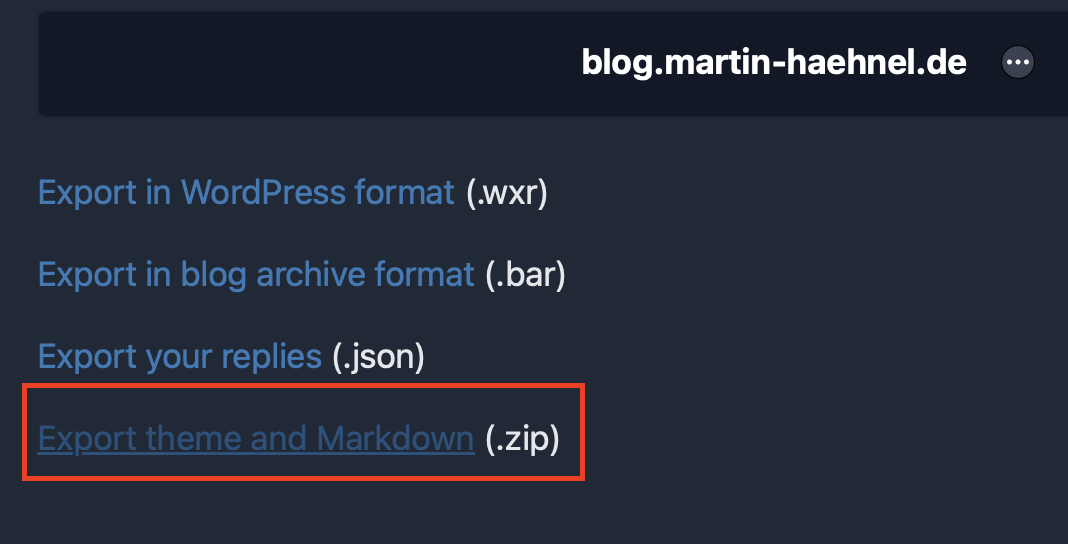 blog.martin-haehnel.de
Export in WordPress format (.wxr)
Export in blog archive format (.bar)
Export your replies (.json)
Export theme and Markdown (.zip)